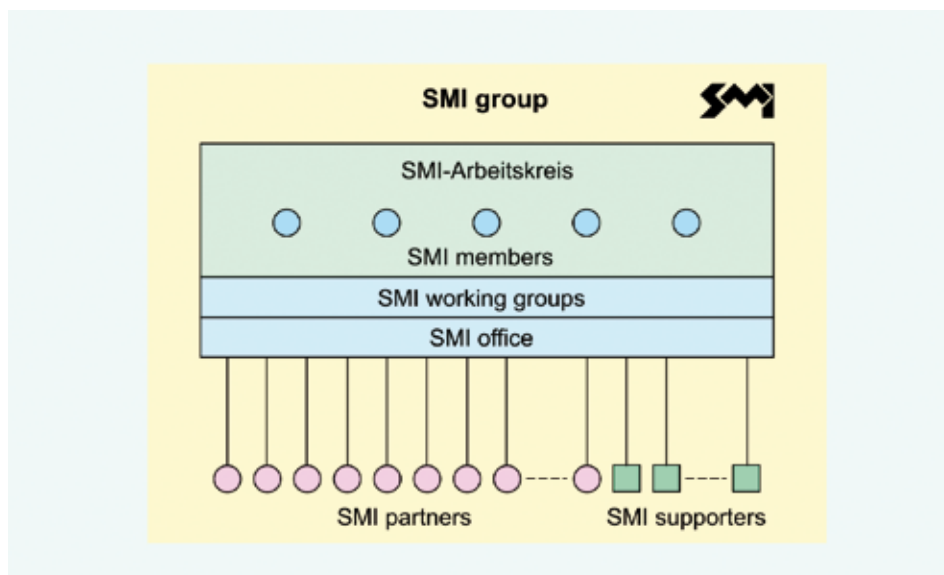 SMI group
SMI
SMI-Arbeitskreis
SMI members
SMI working groups
SMI office
SMI partners
SMI supporters